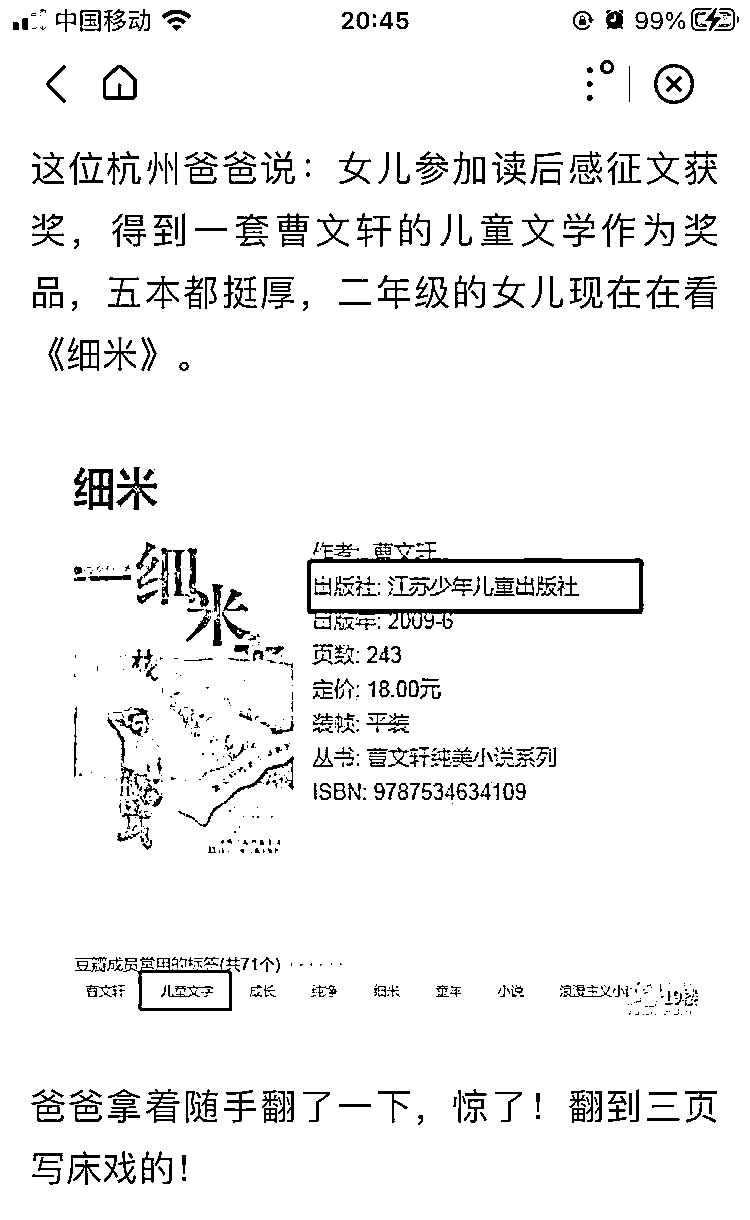 中国移动 20:45 99%
这位杭州爸爸说：女儿参加读后感征文获
奖，得到一套曹文轩的儿童文学作为奖
品，五本都挺厚，二年级的女儿现在在看
《细米》。
细米
细
米
作者: 曹文轩
出版社: 江苏少年儿童出版社
出版年: 2009-6
页数: 243
定价: 18.00元
装帧: 平装
丛书: 曹文轩纯美小说系列
ISBN: 9787534634109
豆瓣成员常用的标签(共71个) · · · · · ·
曹文轩 儿童文学 成长 纯净 细米 童年 小说 浪漫主义小
19楼
爸爸拿着随手翻了一下，惊了！翻到三页
写床戏的！